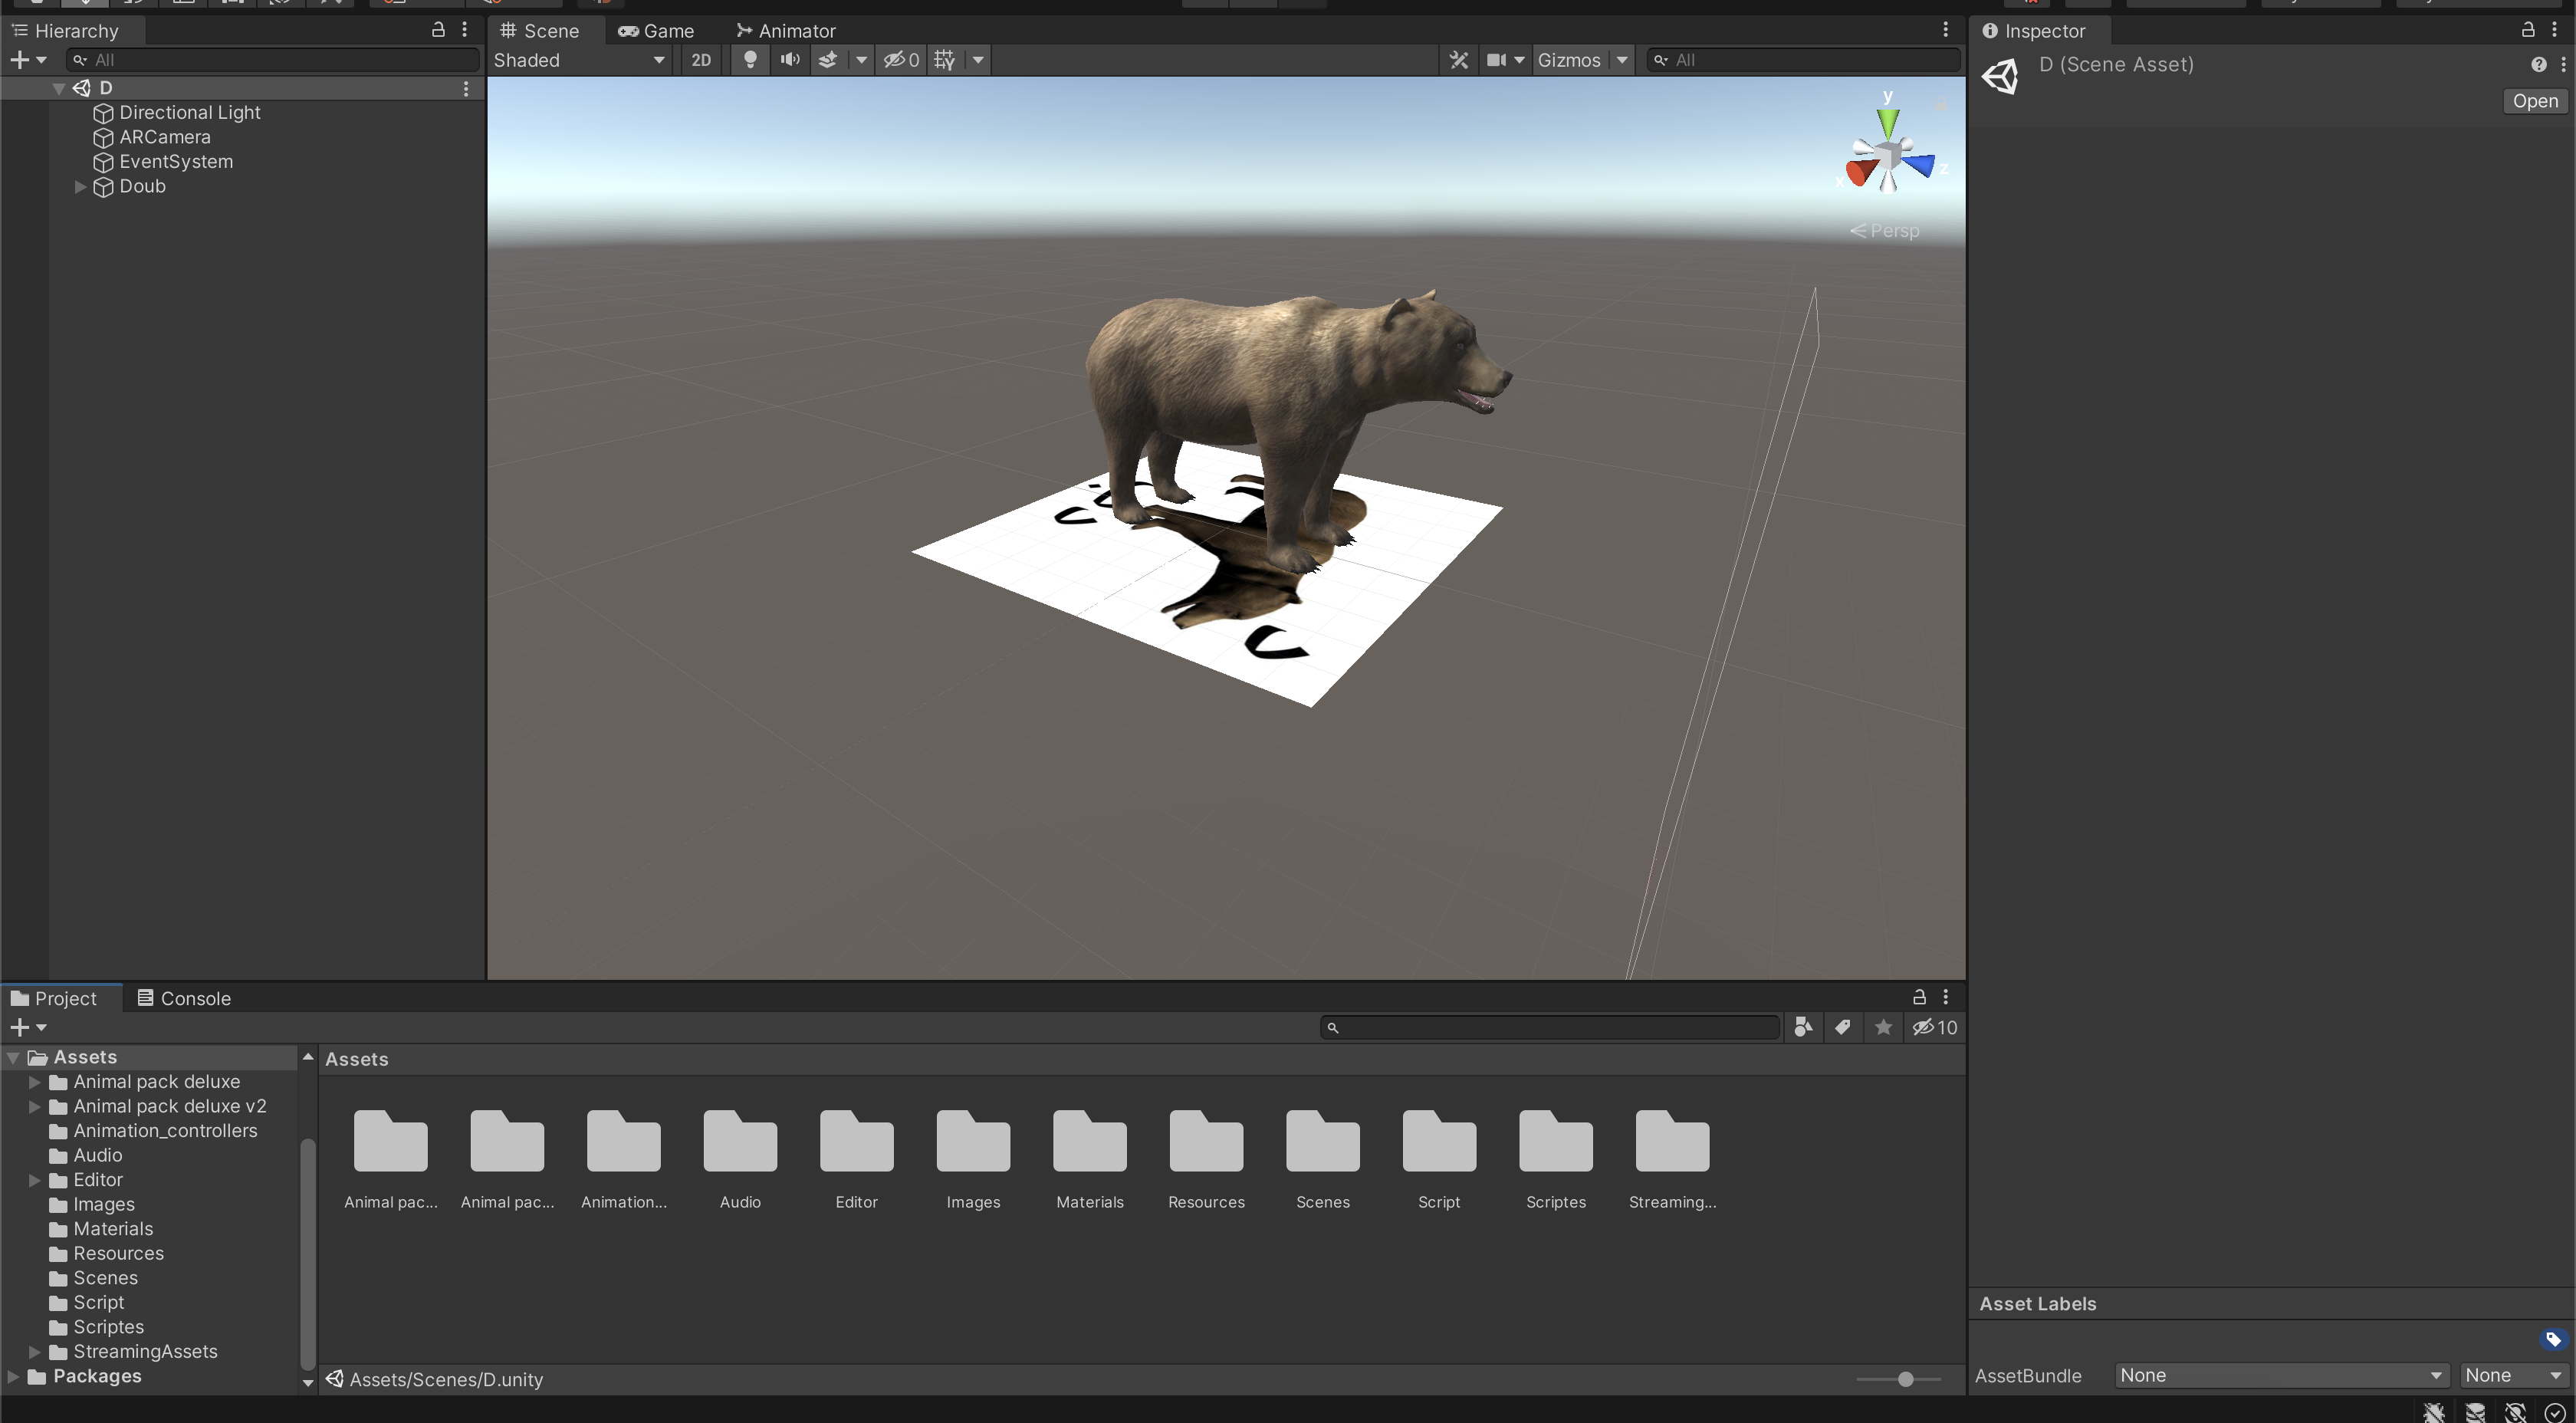 Hierarchy
All
D
Directional Light
ARCamera
EventSystem
Doub
Scene
Game
Animator
Shaded
2D
0
Gizmos
All
y
x
z
Persp
Inspector
D (Scene Asset)
Open
Project
Console
10
Assets
Animal pack deluxe
Animal pack deluxe v2
Animation_controllers
Audio
Editor
Images
Materials
Resources
Scenes
Script
Scriptes
StreamingAssets
Packages
Assets
Animal pac...
Animal pac...
Animation...
Audio
Editor
Images
Materials
Resources
Scenes
Script
Scriptes
Streaming...
Assets/Scenes/D.unity
Asset Labels
AssetBundle
None
None